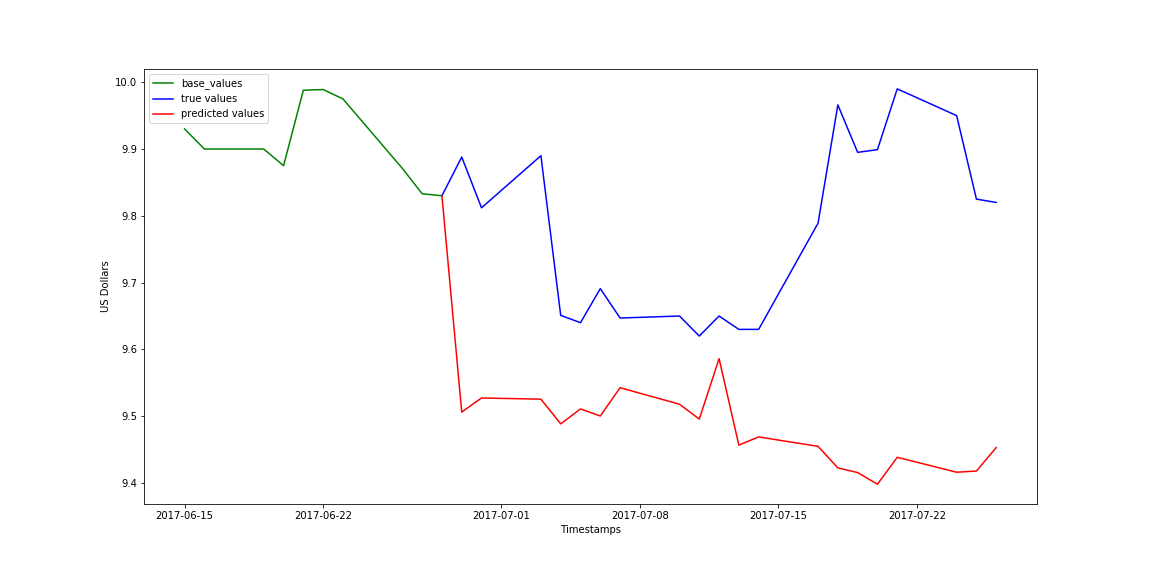 base_values
true values
predicted values
10.0
9.9
9.8
9.7
9.6
9.5
9.4
US Dollars
2017-06-15 2017-06-22 2017-07-01 2017-07-08 2017-07-15 2017-07-22
Timestamps